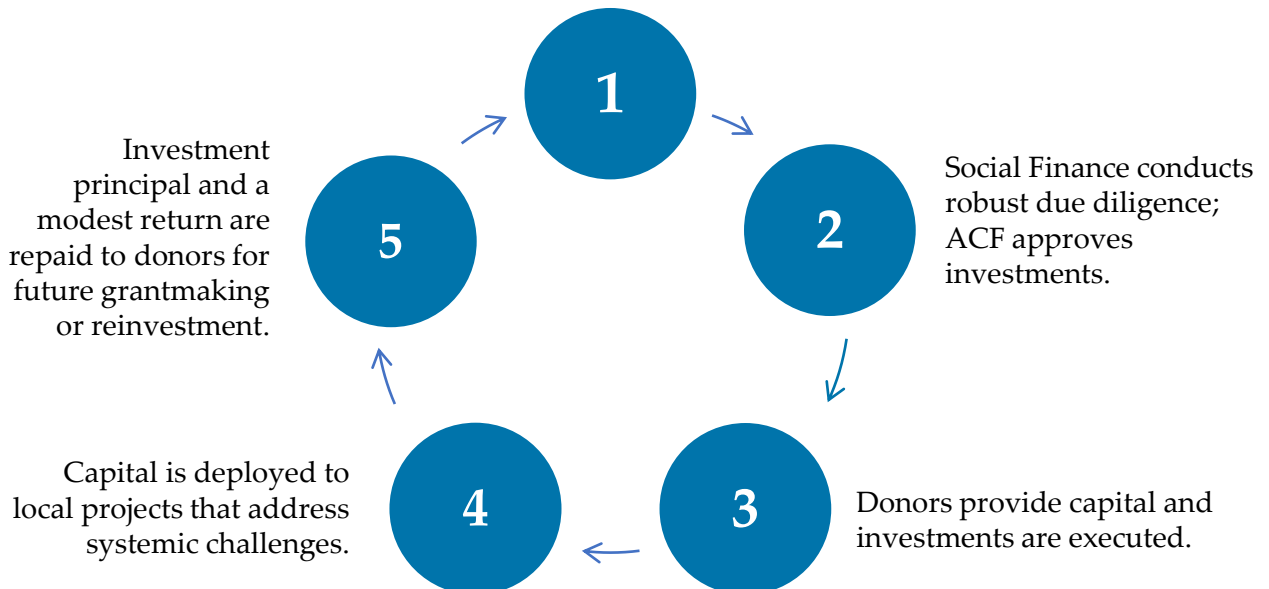 1
2
Social Finance conducts
robust due diligence;
ACF approves
investments.
3
Donors provide capital and
investments are executed.
4
Capital is deployed to
local projects that address
systemic challenges.
5
Investment
principal and a
modest return are
repaid to donors for
future grantmaking
or reinvestment.